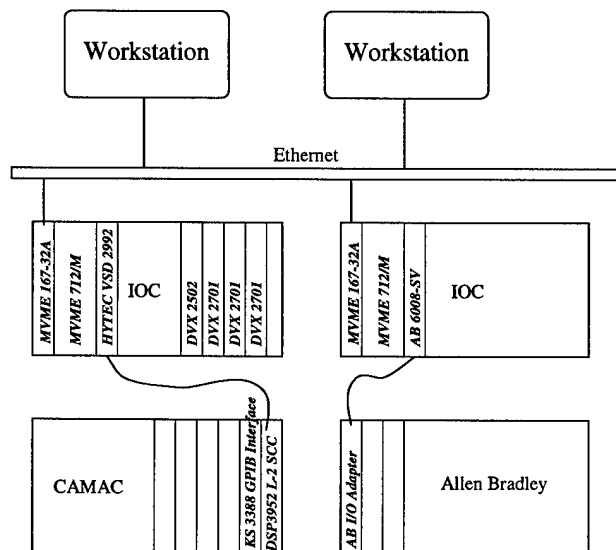 Workstation
Workstation
Ethernet
MVME 167-32A
MVME 712/M
HYTEC VSD 2992
IOC
DVX 2502
DVX 2701
DVX 2701
DVX 2701
MVME 167-32A
MVME 712/M
AB 6008-SV
IOC
CAMAC
KS 3388 GPIB Interface
DSP3952 L-2 SCC
AB I/O Adapter
Allen Bradley